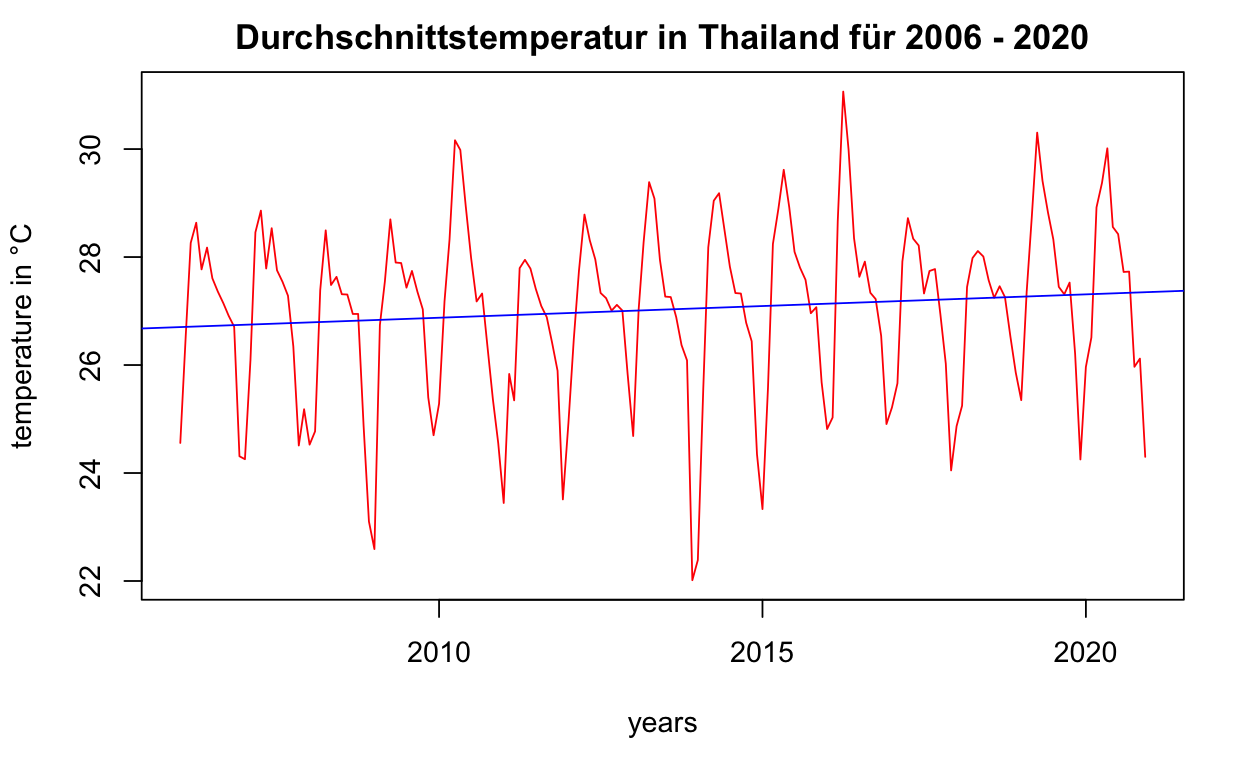 Durchschnittstemperatur in Thailand für 2006 - 2020
temperature in °C
30
28
26
24
22
2010 2015 2020
years